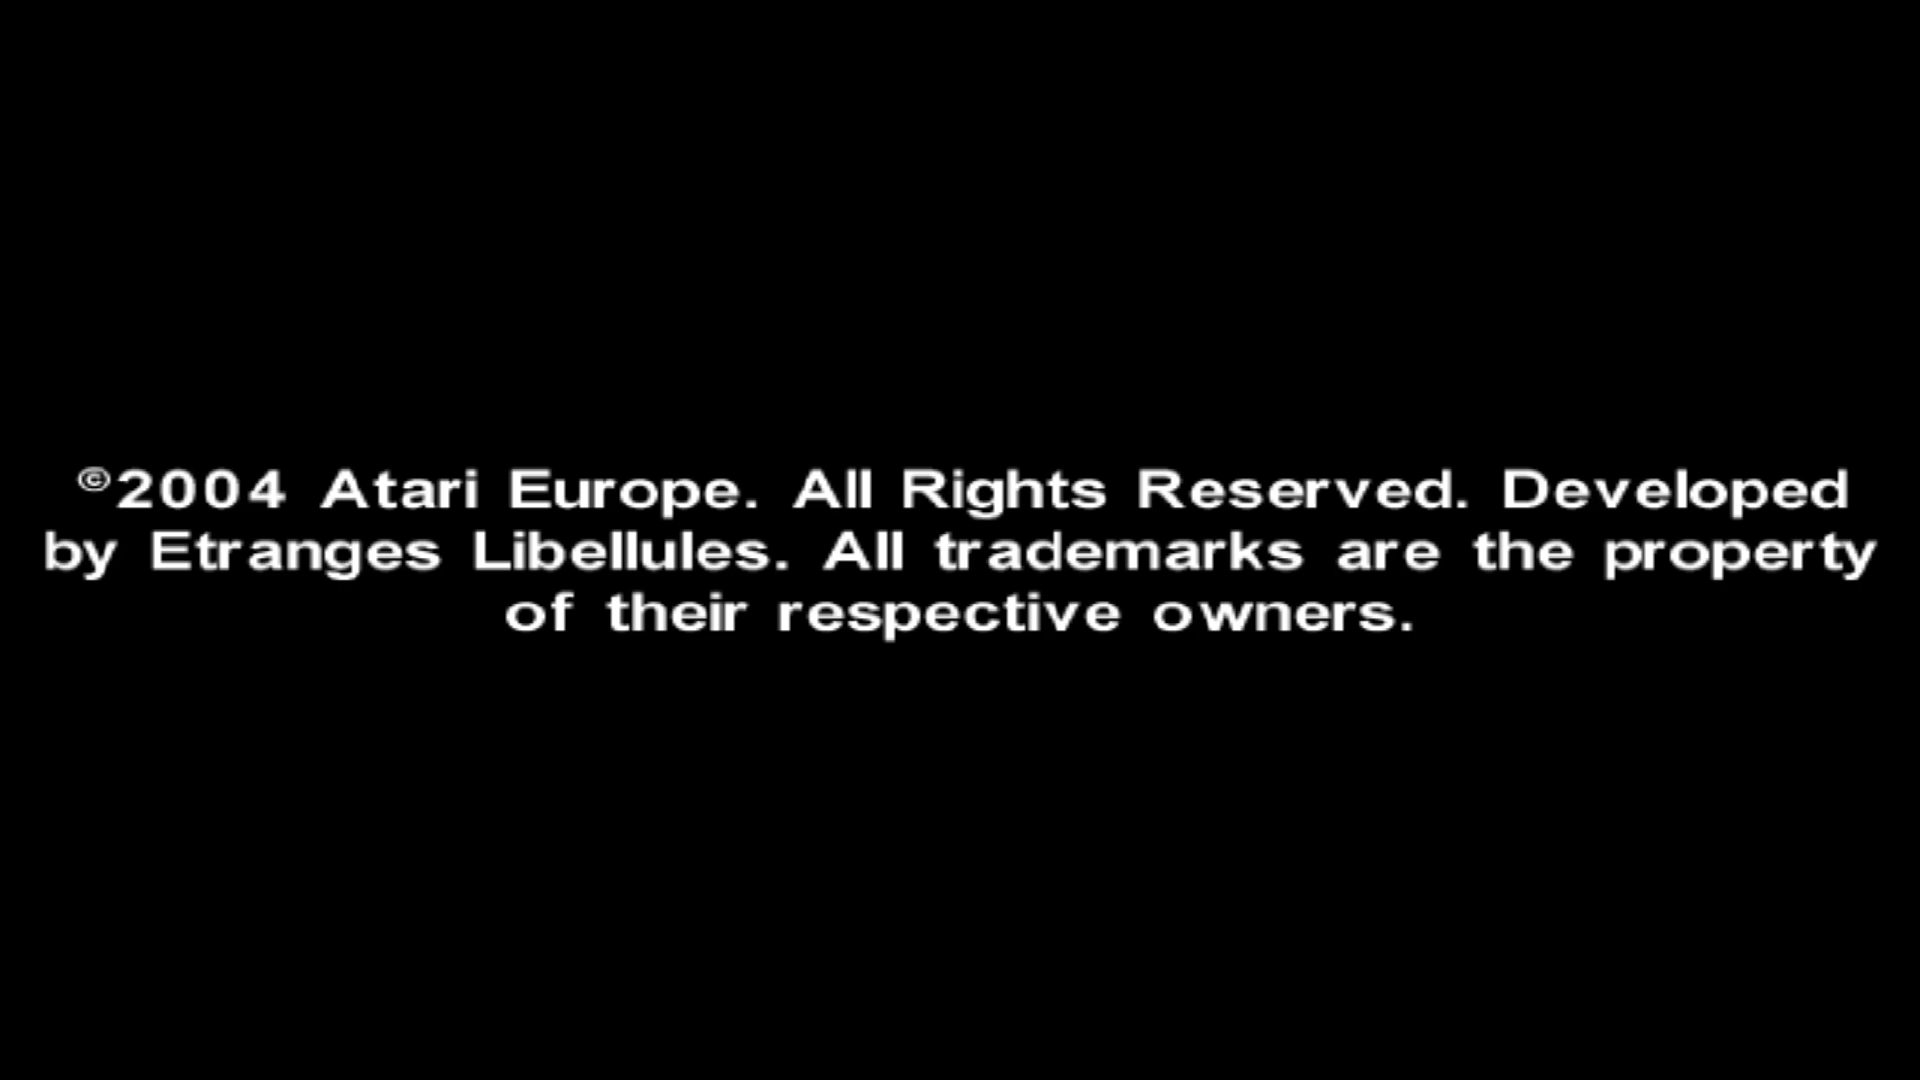 ©2004 Atari Europe. All Rights Reserved. Developed
by Etranges Libellules. All trademarks are the property
of their respective owners.